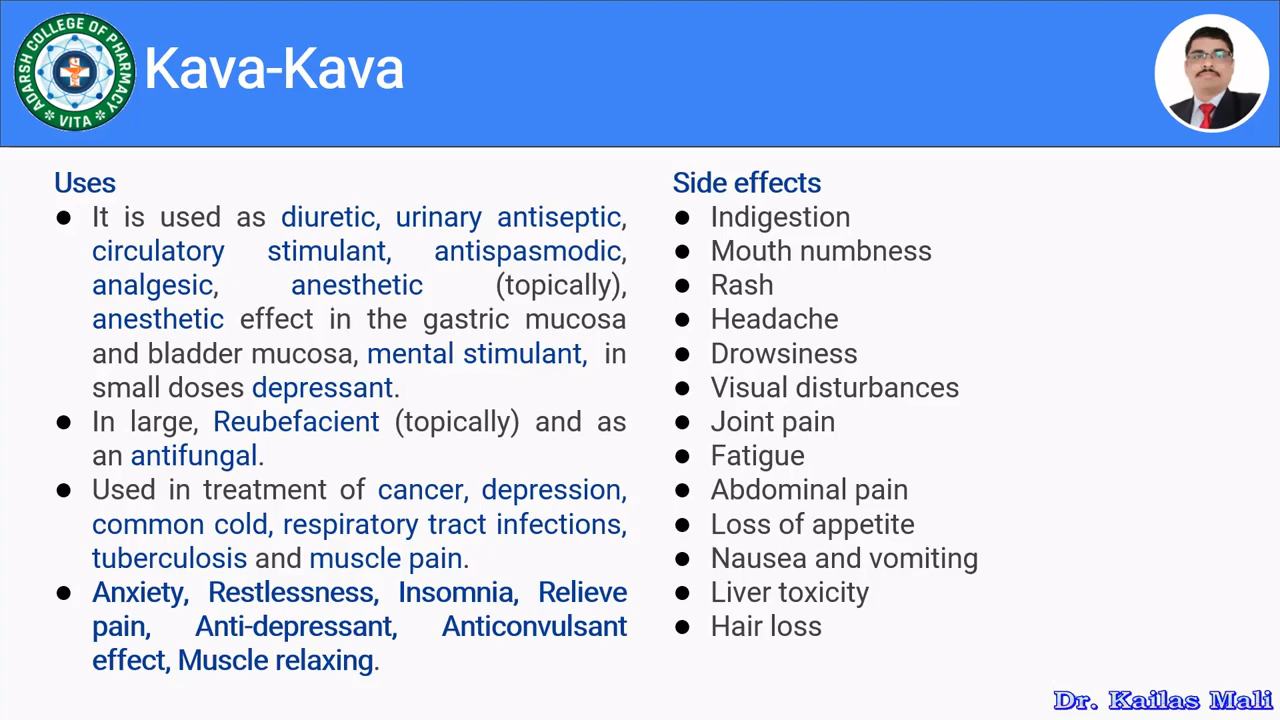 ADARSH COLLEGE OF PHARMACY
VITA
Kava-Kava
Uses
● It is used as diuretic, urinary antiseptic,
circulatory stimulant, antispasmodic,
analgesic, anesthetic (topically),
anesthetic effect in the gastric mucosa
and bladder mucosa, mental stimulant, in
small doses depressant.
● In large, Reubefacient (topically) and as
an antifungal.
● Used in treatment of cancer, depression,
common cold, respiratory tract infections,
tuberculosis and muscle pain.
● Anxiety, Restlessness, Insomnia, Relieve
pain, Anti-depressant, Anticonvulsant
effect, Muscle relaxing.
Side effects
● Indigestion
● Mouth numbness
● Rash
● Headache
● Drowsiness
● Visual disturbances
● Joint pain
● Fatigue
● Abdominal pain
● Loss of appetite
● Nausea and vomiting
● Liver toxicity
● Hair loss
Dr. Kailas Mali